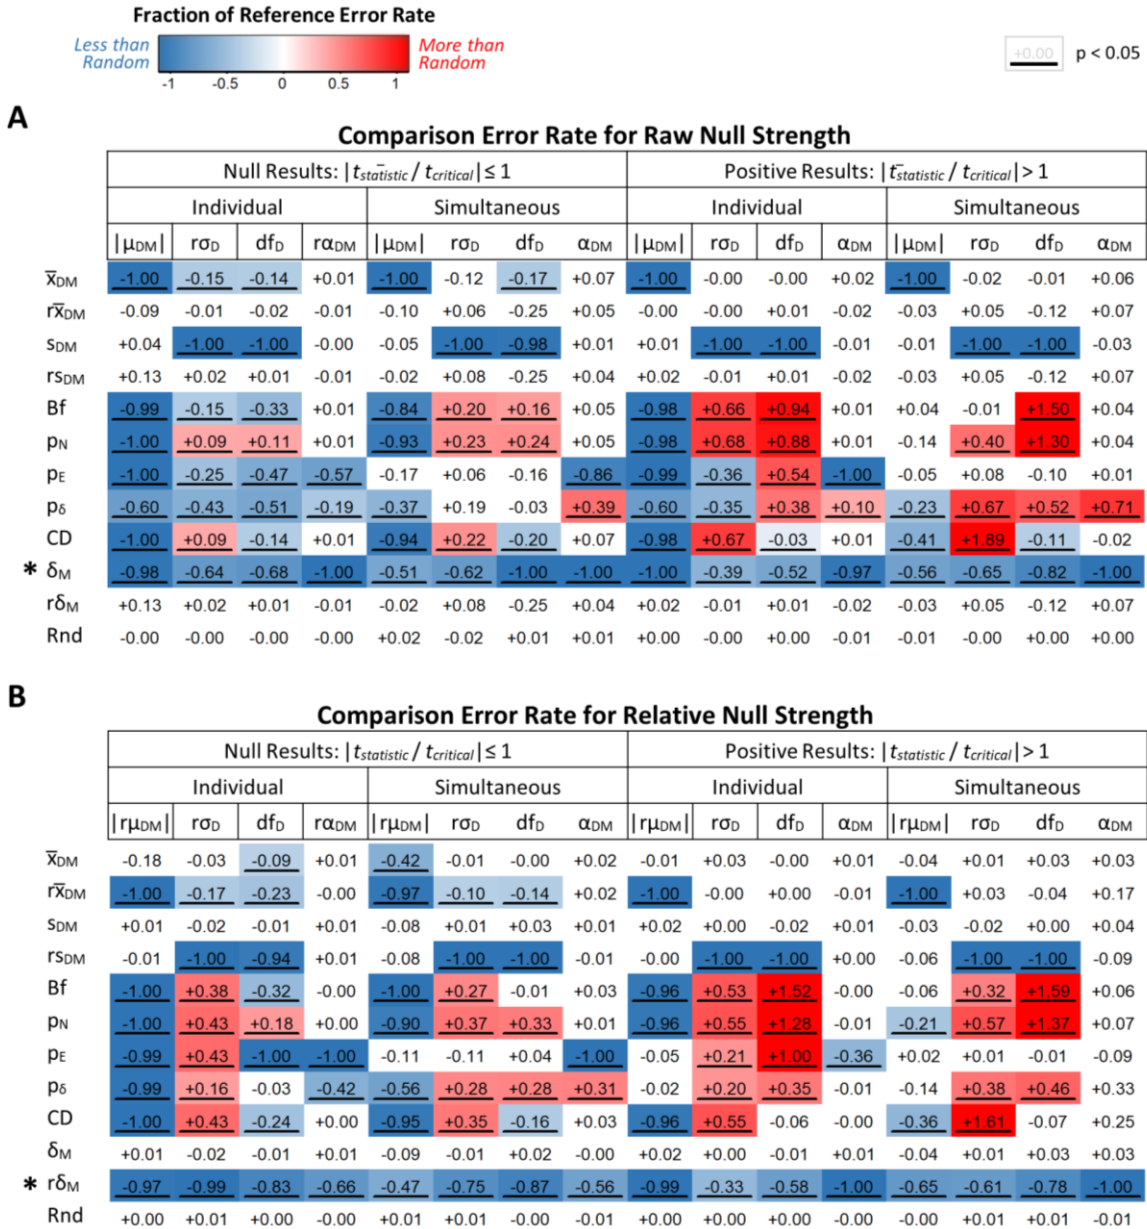 Fraction of Reference Error Rate
Less than Random
More than Random
-1 -0.5 0 0.5 1
+0.00 p < 0.05
A
Comparison Error Rate for Raw Null Strength
Null Results: |t̄statistic / tcritical| ≤ 1 Positive Results: |t̄statistic / tcritical| > 1
Individual Simultaneous Individual Simultaneous
|μDM| rσD dfD rαDM |μDM| rσD dfD αDM |μDM| rσD dfD αDM |μDM| rσD dfD αDM
x̄DM -1.00 -0.15 -0.14 +0.01 -1.00 -0.12 -0.17 +0.07 -1.00 -0.00 -0.00 +0.02 -1.00 -0.02 -0.01 +0.06
rx̄DM -0.09 -0.01 -0.02 -0.01 -0.10 +0.06 -0.25 +0.05 -0.00 -0.00 +0.01 -0.02 -0.03 +0.05 -0.12 +0.07
sDM +0.04 -1.00 -1.00 -0.00 -0.05 -1.00 -0.98 +0.01 +0.01 -1.00 -1.00 -0.01 -0.01 -1.00 -1.00 -0.03
rsDM +0.13 +0.02 +0.01 -0.01 -0.02 +0.08 -0.25 +0.04 +0.02 -0.01 +0.01 -0.02 -0.03 +0.05 -0.12 +0.07
Bf -0.99 -0.15 -0.33 +0.01 -0.84 +0.20 +0.16 +0.05 -0.98 +0.66 +0.94 +0.01 +0.04 -0.01 +1.50 +0.04
pN -1.00 +0.09 +0.11 +0.01 -0.93 +0.23 +0.24 +0.05 -0.98 +0.68 +0.88 +0.01 -0.14 +0.40 +1.30 +0.04
pE -1.00 -0.25 -0.47 -0.57 -0.17 +0.06 -0.16 -0.86 -0.99 -0.36 +0.54 -1.00 -0.05 +0.08 -0.10 +0.01
pδ -0.60 -0.43 -0.51 -0.19 -0.37 +0.19 -0.03 +0.39 -0.60 -0.35 +0.38 +0.10 -0.23 +0.67 +0.52 +0.71
CD -1.00 +0.09 -0.14 +0.01 -0.94 +0.22 -0.20 +0.07 -0.98 +0.67 -0.03 +0.01 -0.41 +1.89 -0.11 -0.02
* δM -0.98 -0.64 -0.68 -1.00 -0.51 -0.62 -1.00 -1.00 -1.00 -0.39 -0.52 -0.97 -0.56 -0.65 -0.82 -1.00
rδM +0.13 +0.02 +0.01 -0.01 -0.02 +0.08 -0.25 +0.04 +0.02 -0.01 +0.01 -0.02 -0.03 +0.05 -0.12 +0.07
Rnd -0.00 -0.00 -0.00 -0.00 +0.02 -0.02 +0.01 +0.01 +0.00 -0.00 +0.00 -0.01 -0.01 -0.00 +0.00 +0.00
B
Comparison Error Rate for Relative Null Strength
Null Results: |tstatistic / tcritical| ≤ 1 Positive Results: |tstatistic / tcritical| > 1
Individual Simultaneous Individual Simultaneous
|rμDM| rσD dfD rαDM |rμDM| rσD dfD αDM |rμDM| rσD dfD αDM |rμDM| rσD dfD αDM
x̄DM -0.18 -0.03 -0.09 +0.01 -0.42 -0.01 -0.00 +0.02 -0.01 +0.03 -0.00 +0.01 -0.04 +0.01 +0.03 +0.03
rx̄DM -1.00 -0.17 -0.23 -0.00 -0.97 -0.10 -0.14 +0.02 -1.00 -0.00 +0.00 -0.01 -1.00 +0.03 -0.04 +0.17
sDM +0.01 -0.02 -0.01 +0.01 -0.08 +0.01 +0.03 +0.01 +0.02 +0.00 -0.02 +0.01 -0.03 -0.02 +0.00 +0.04
rsDM -0.01 -1.00 -0.94 +0.01 -0.08 -1.00 -1.00 -0.01 -0.00 -1.00 -1.00 +0.00 -0.06 -1.00 -1.00 -0.09
Bf -1.00 +0.38 -0.32 -0.00 -1.00 +0.27 -0.01 +0.03 -0.96 +0.53 +1.52 -0.00 -0.06 +0.32 +1.59 +0.06
pN -1.00 +0.43 +0.18 +0.00 -0.90 +0.37 +0.33 +0.01 -0.96 +0.55 +1.28 -0.01 -0.21 +0.57 +1.37 +0.07
pE -0.99 +0.43 -1.00 -1.00 -0.11 -0.11 +0.04 -1.00 -0.05 +0.21 +1.00 -0.36 +0.02 +0.01 -0.01 -0.09
pδ -0.99 +0.16 -0.03 -0.42 -0.56 +0.28 +0.28 +0.31 -0.02 +0.20 +0.35 -0.01 -0.14 +0.38 +0.46 +0.33
CD -1.00 +0.43 -0.24 +0.00 -0.95 +0.35 -0.16 +0.03 -0.96 +0.55 -0.06 -0.00 -0.36 +1.61 -0.07 +0.25
δM +0.01 -0.02 -0.01 +0.01 -0.09 -0.01 +0.02 -0.00 +0.02 -0.01 -0.01 +0.01 -0.04 +0.01 +0.03 +0.03
* rδM -0.97 -0.99 -0.83 -0.66 -0.47 -0.75 -0.87 -0.56 -0.99 -0.33 -0.58 -1.00 -0.65 -0.61 -0.78 -1.00
Rnd +0.00 +0.01 +0.00 -0.00 +0.01 +0.01 -0.00 -0.01 +0.00 +0.00 +0.00 -0.00 +0.00 +0.01 -0.01 -0.01